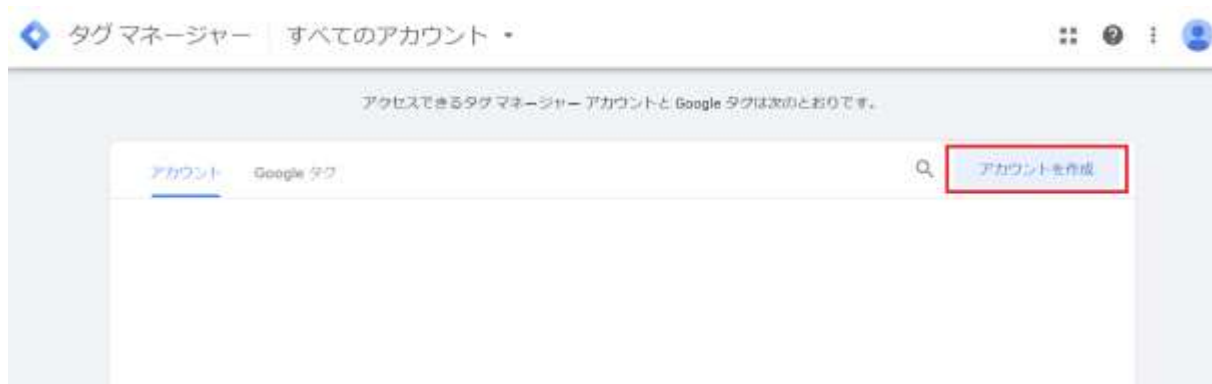 タグ マネージャー すべてのアカウント
アクセスできるタグ マネージャー アカウントと Google タグは次のとおりです。
アカウント Google タグ アカウントを作成